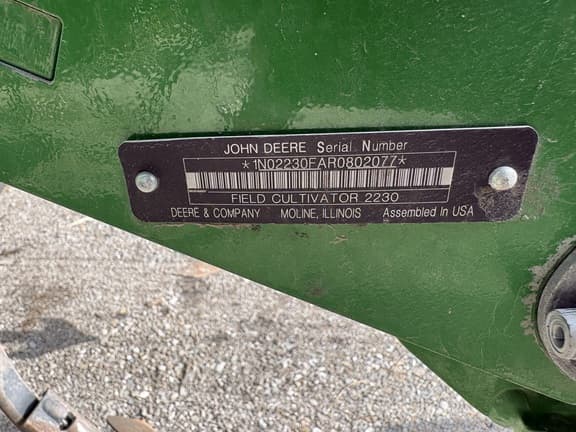 JOHN DEERE Serial Number
*1N02230FAR0802077*
FIELD CULTIVATOR 2230
DEERE & COMPANY MOLINE, ILLINOIS Assembled In USA